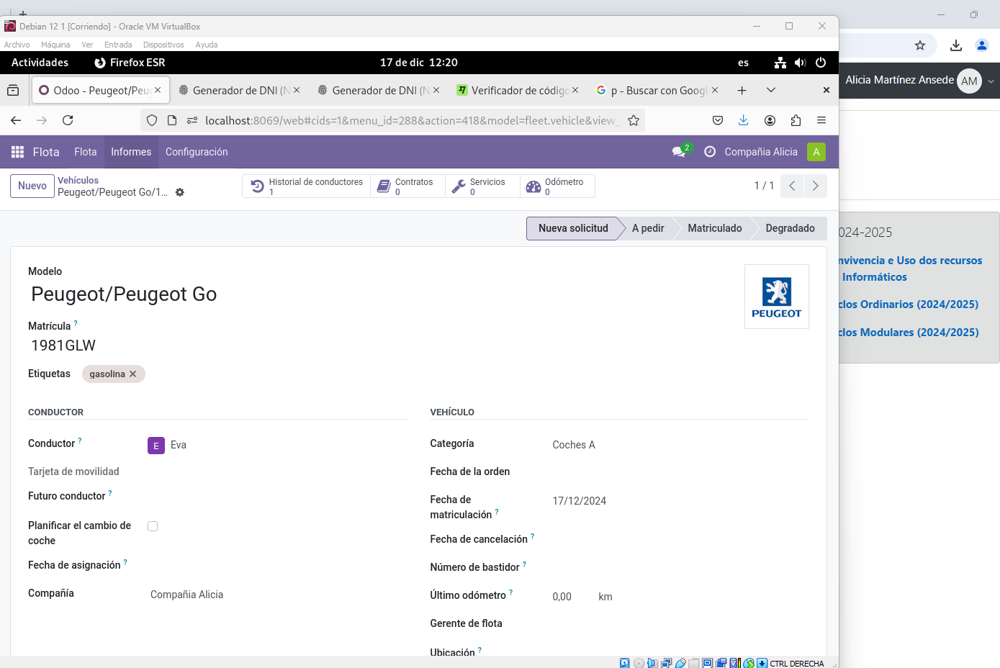 Debian 12 1 [Corriendo] - Oracle VM VirtualBox
Archivo Máquina Ver Entrada Dispositivos Ayuda
Actividades Firefox ESR 17 de dic 12:20 es
Alicia Martínez Ansede AM
Odoo - Peugeot/Peug Generador de DNI (N Generador de DNI (N Verificador de código p - Buscar con Googl
localhost:8069/web#cids=1&menu_id=288&action=418&model=fleet.vehicle&view_
Flota Flota Informes Configuración 2 Compañia Alicia A
Nuevo Vehículos
Peugeot/Peugeot Go/1...
Historial de conductores 1
Contratos 0
Servicios 0
Odómetro 0
1 / 1
Nueva solicitud A pedir Matriculado Degradado
024-2025
nvivencia e Uso dos recursos
Informáticos
clos Ordinarios (2024/2025)
clos Modulares (2024/2025)
Modelo
Peugeot/Peugeot Go
PEUGEOT
Matrícula ?
1981GLW
Etiquetas gasolina
CONDUCTOR
Conductor ? E Eva
Tarjeta de movilidad
Futuro conductor ?
Planificar el cambio de
coche
Fecha de asignación ?
Compañía Compañia Alicia
VEHÍCULO
Categoría Coches A
Fecha de la orden
Fecha de
matriculación ? 17/12/2024
Fecha de cancelación ?
Número de bastidor ?
Último odómetro ? 0,00 km
Gerente de flota
Ubicación ?
CTRL DERECHA